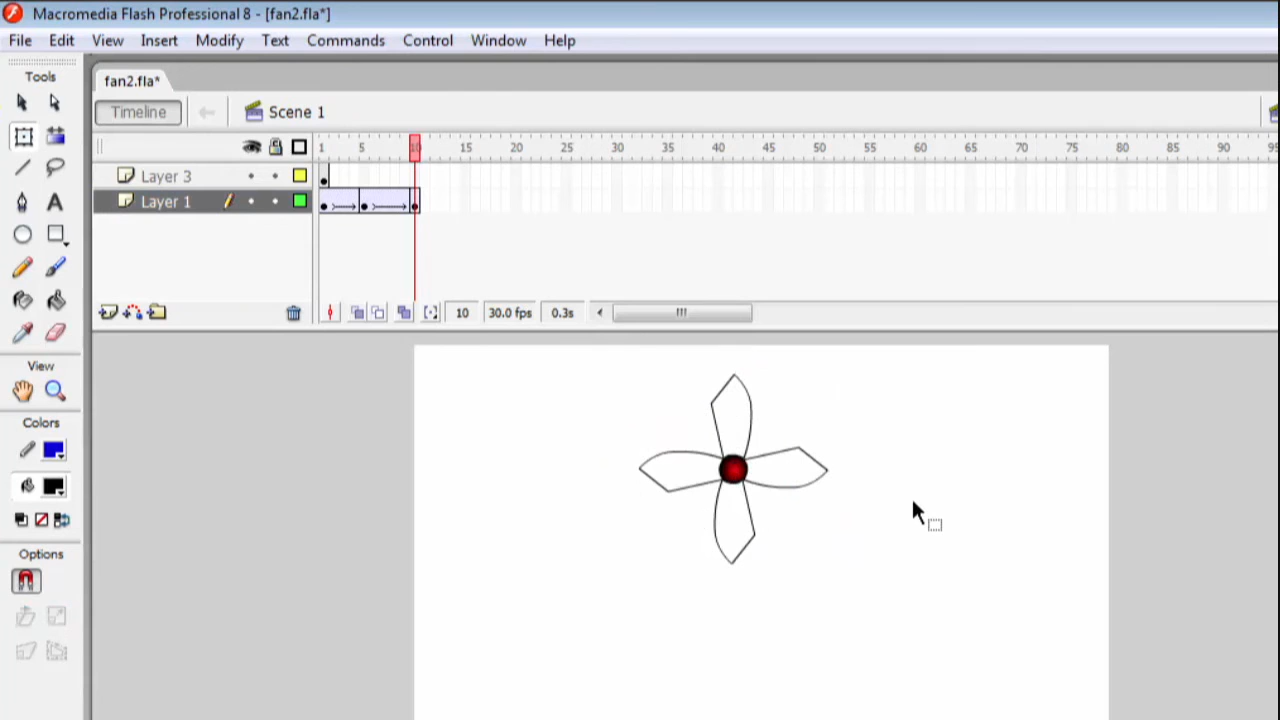 Macromedia Flash Professional 8 - [fan2.fla*]
File Edit View Insert Modify Text Commands Control Window Help
Tools
fan2.fla*
Timeline Scene 1
1 5 10 15 20 25 30 35 40 45 50 55 60 65 70 75 80 85 90 95
Layer 3
Layer 1
10 30.0 fps 0.3s
View
Colors
Options